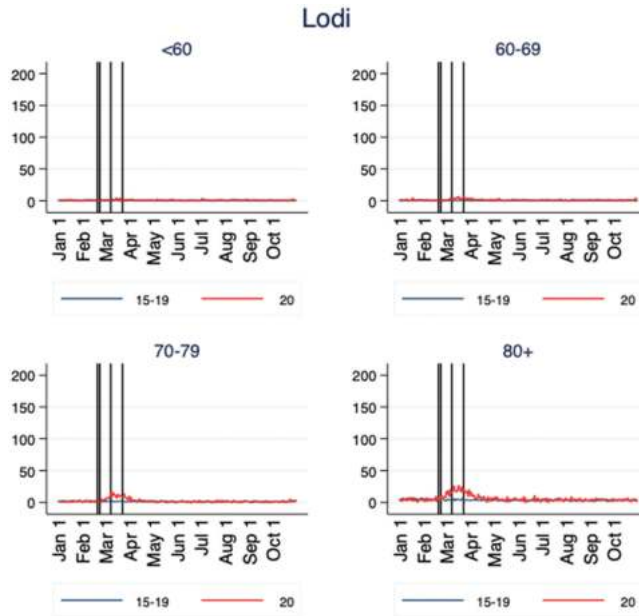 Lodi
<60
60-69
200
150
100
50
0
200
150
100
50
0
Jan 1
Feb 1
Mar 1
Apr 1
May 1
Jun 1
Jul 1
Aug 1
Sep 1
Oct 1
Jan 1
Feb 1
Mar 1
Apr 1
May 1
Jun 1
Jul 1
Aug 1
Sep 1
Oct 1
15-19 20
15-19 20
70-79
80+
200
150
100
50
0
200
150
100
50
0
Jan 1
Feb 1
Mar 1
Apr 1
May 1
Jun 1
Jul 1
Aug 1
Sep 1
Oct 1
Jan 1
Feb 1
Mar 1
Apr 1
May 1
Jun 1
Jul 1
Aug 1
Sep 1
Oct 1
15-19 20
15-19 20